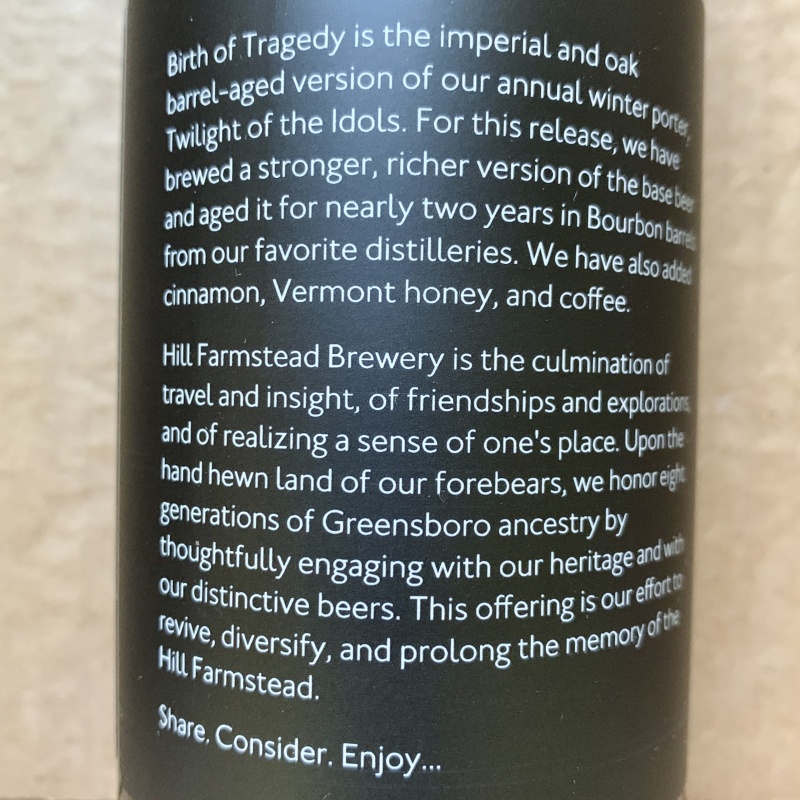 Birth of Tragedy is the imperial and oak
barrel-aged version of our annual winter porter,
Twilight of the Idols. For this release, we have
brewed a stronger, richer version of the base beer
and aged it for nearly two years in Bourbon barrels
from our favorite distilleries. We have also added
cinnamon, Vermont honey, and coffee.
Hill Farmstead Brewery is the culmination of
travel and insight, of friendships and explorations,
and of realizing a sense of one's place. Upon the
hand hewn land of our forebears, we honor eight
generations of Greensboro ancestry by
thoughtfully engaging with our heritage and with
our distinctive beers. This offering is our effort to
revive, diversify, and prolong the memory of the
Hill Farmstead.
Share. Consider. Enjoy...